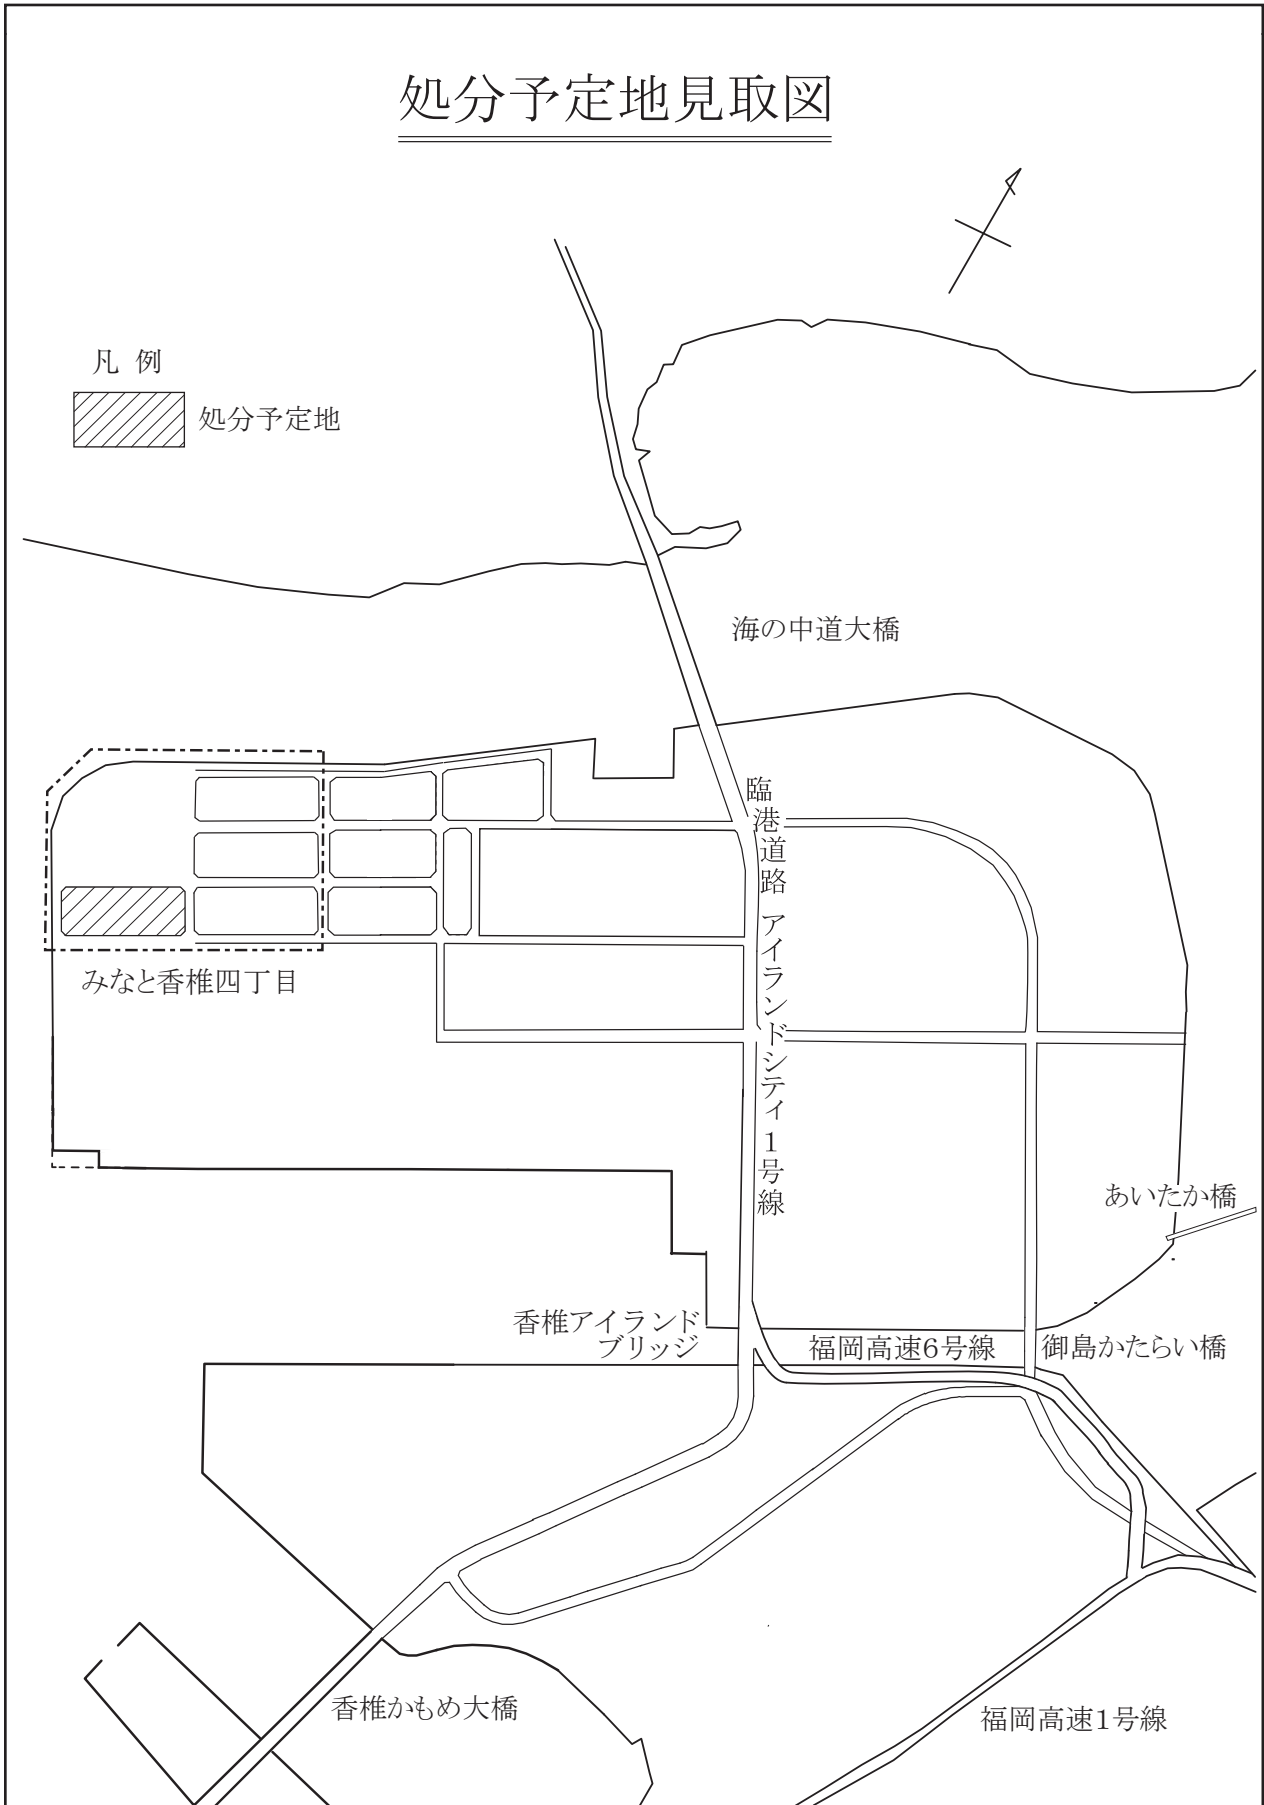 処分予定地見取図
凡 例
処分予定地
海の中道大橋
臨港道路 アイランドシティ 1号線
みなと香椎四丁目
あいたか橋
香椎アイランド
ブリッジ
福岡高速6号線
御島かたらい橋
香椎かもめ大橋
福岡高速1号線